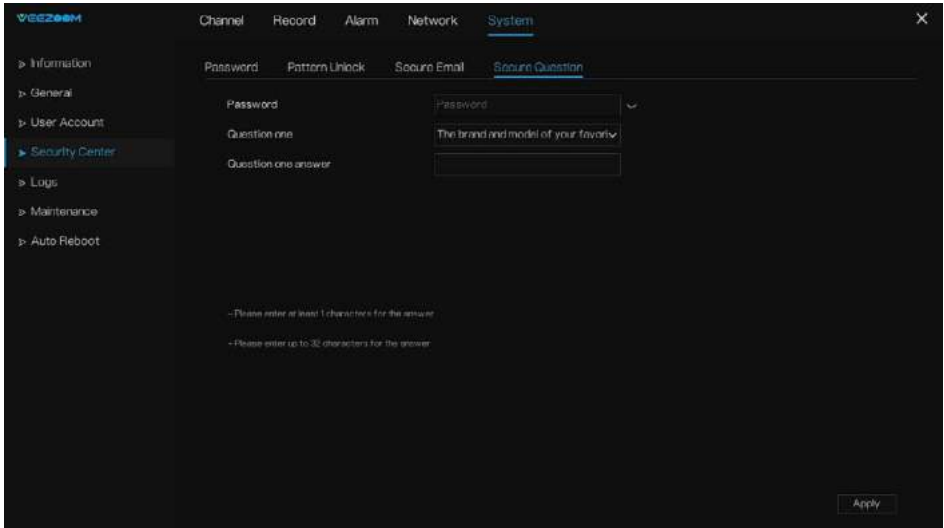 VEEZOOM
Channel Record Alarm Network System
Information
General
User Account
Security Center
Logs
Maintenance
Auto Reboot
Password Pattern Unlock Secure Email Secure Question
Password Password
Question one The brand and model of your favoriv
Question one answer
~Please enter at least 1 characters for the answer
~Please enter up to 32 characters for the answer
Apply